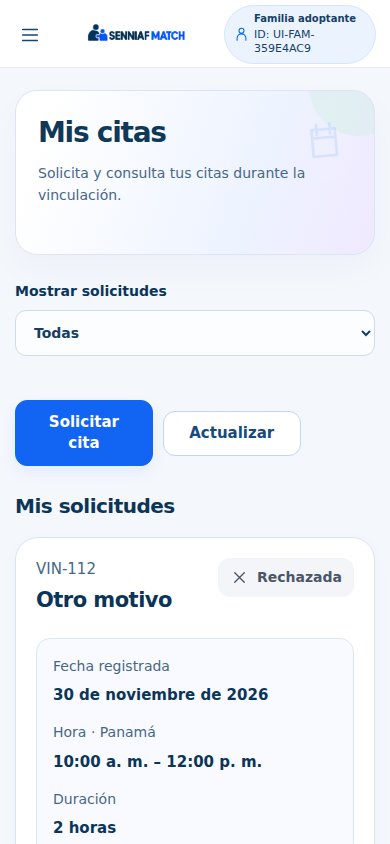 SENNIAF MATCH
Familia adoptante
ID: UI-FAM-
359E4AC9
Mis citas
Solicita y consulta tus citas durante la
vinculación.
Mostrar solicitudes
Todas
Solicitar
cita
Actualizar
Mis solicitudes
VIN-112
Otro motivo
Rechazada
Fecha registrada
30 de noviembre de 2026
Hora · Panamá
10:00 a. m. – 12:00 p. m.
Duración
2 horas